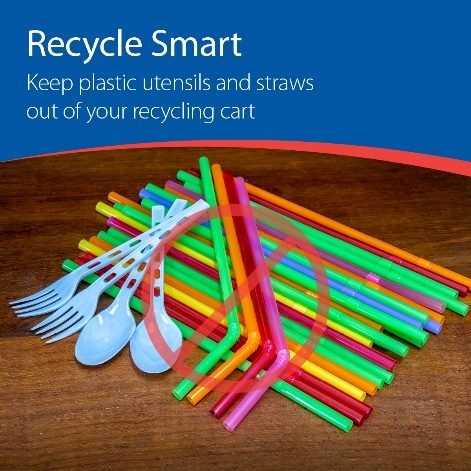 Recycle Smart
Keep plastic utensils and straws
out of your recycling cart